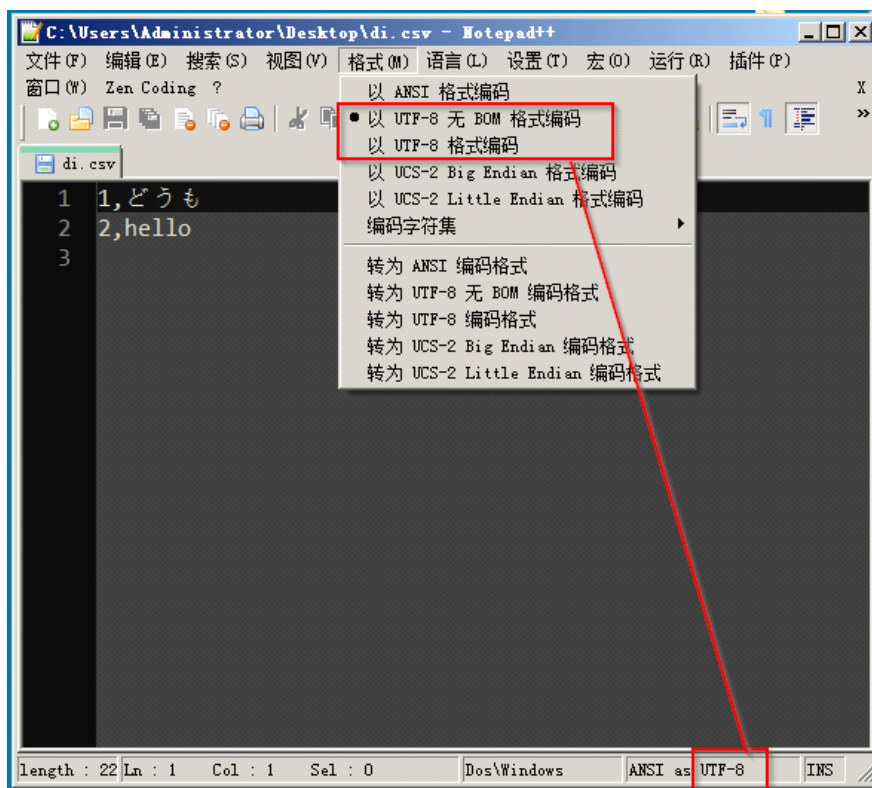 C:\Users\Administrator\Desktop\di.csv - Notepad++
文件(F) 编辑(E) 搜索(S) 视图(V) 格式(M) 语言(L) 设置(T) 宏(O) 运行(R) 插件(P)
窗口(W) Zen Coding ? X
di.csv
以 ANSI 格式编码
以 UTF-8 无 BOM 格式编码
以 UTF-8 格式编码
以 UCS-2 Big Endian 格式编码
以 UCS-2 Little Endian 格式编码
编码字符集
转为 ANSI 编码格式
转为 UTF-8 无 BOM 编码格式
转为 UTF-8 编码格式
转为 UCS-2 Big Endian 编码格式
转为 UCS-2 Little Endian 编码格式
1 1,どうも
2 2,hello
3
length : 22 Ln : 1 Col : 1 Sel : 0 Dos\Windows ANSI as UTF-8 INS